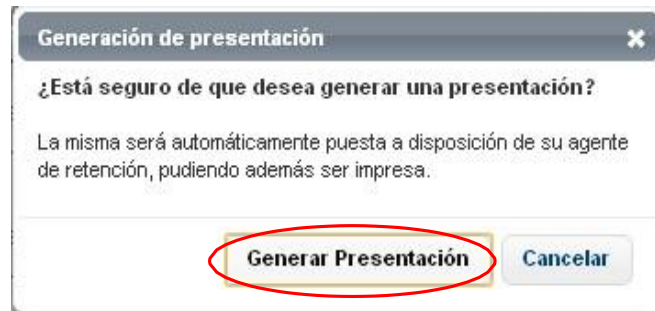 Generación de presentación
¿Está seguro de que desea generar una presentación?
La misma será automáticamente puesta a disposición de su agente
de retención, pudiendo además ser impresa.
Generar Presentación Cancelar